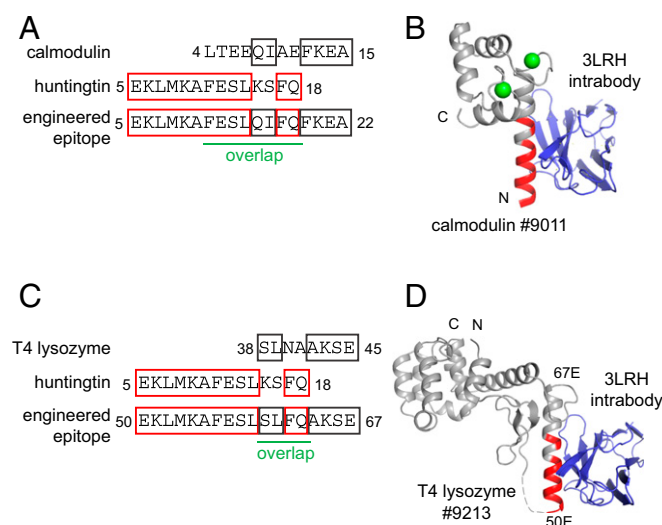 A
calmodulin 4 LTEEQIAEFKEA 15
huntingtin 5 EKLMKAFESLKSFQ 18
engineered epitope 5 EKLMKAFESLQIFQFKEA 22
overlap
B
3LRH intrabody
C
N
calmodulin #9011
C
T4 lysozyme 38 SLNAAKSE 45
huntingtin 5 EKLMKAFESLKSFQ 18
engineered epitope 50 EKLMKAFESLSLFQAKSE 67
overlap
D
C N
67E
3LRH intrabody
T4 lysozyme #9213
50E